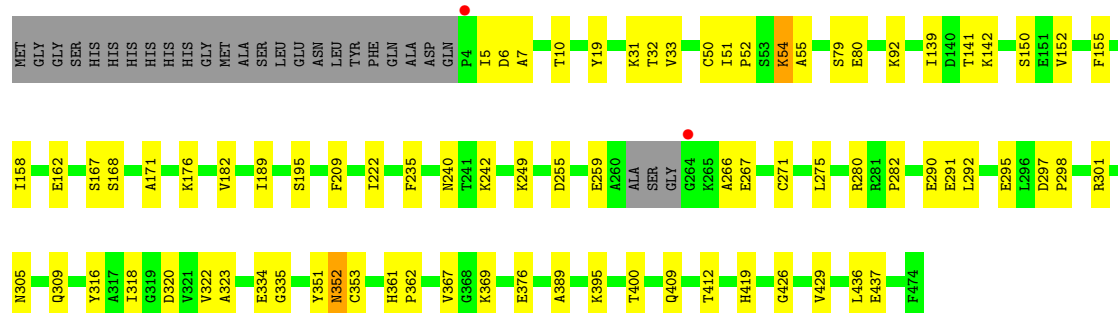 MET GLY GLY SER HIS HIS HIS HIS HIS HIS GLY MET ALA SER LEU GLU ASN LEU TYR PHE GLN ALA ASP GLN P4 I5 D6 A7 T10 Y19 K31 T32 V33 C50 I51 P52 S53 K54 A55 S79 E80 K92 I139 D140 T141 K142 S150 E151 V152 F155
I158 E162 S167 S168 A171 K176 V182 I189 S195 F209 I222 F235 N240 T241 K242 K249 D255 E259 A260 ALA SER GLY G264 K265 A266 E267 C271 L275 R280 R281 P282 E290 E291 L292 E295 L296 D297 P298 R301
N305 Q309 Y316 A317 I318 G319 D320 V321 V322 A323 E334 G335 Y351 N352 C353 H361 P362 V367 G368 K369 E376 A389 K395 T400 Q409 T412 H419 G426 V429 L436 E437 F474